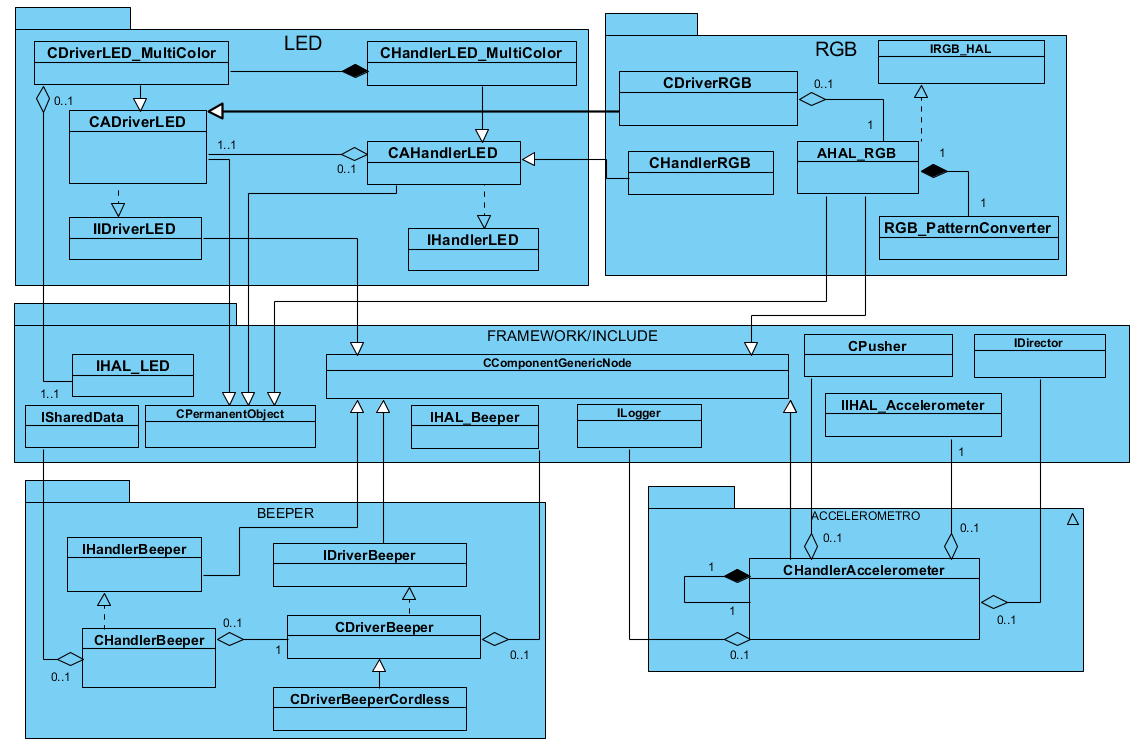 LED
CDriverLED_MultiColor
CHandlerLED_MultiColor
0..1
CADriverLED
1..1
0..1
CAHandlerLED
IIDriverLED
IHandlerLED
RGB
IRGB_HAL
CDriverRGB
0..1
1
CHandlerRGB
AHAL_RGB
1
1
RGB_PatternConverter
FRAMEWORK/INCLUDE
IHAL_LED
1..1
CComponentGenericNode
CPusher
IDirector
ISharedData
CPermanentObject
IHAL_Beeper
ILogger
IIHAL_Accelerometer
1
BEEPER
IHandlerBeeper
IDriverBeeper
CHandlerBeeper
0..1
1
CDriverBeeper
0..1
0..1
CDriverBeeperCordless
ACCELEROMETRO
0..1
0..1
CHandlerAccelerometer
1
1
0..1
0..1